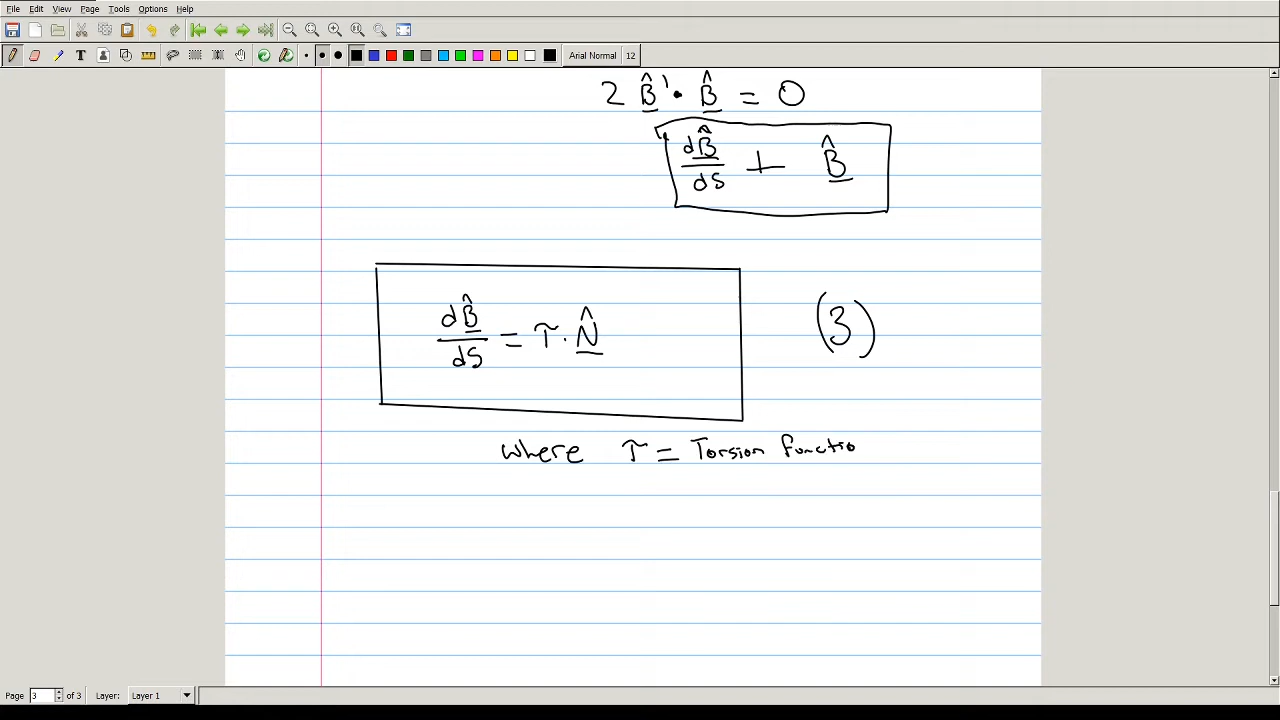 File Edit View Page Tools Options Help
T Arial Normal 12
2 B̂' · B̂ = 0
dB̂/ds ⊥ B̂
dB̂/ds = τ · N̂ (3)
where τ = Torsion functio
Page 3 of 3 Layer: Layer 1